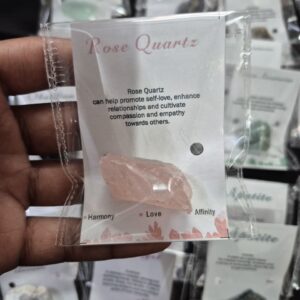 Rose Quartz
Rose Quartz
can help promote self-love, enhance
relationships and cultivate
compassion and empathy
towards others.
Harmony
Love
Affinity